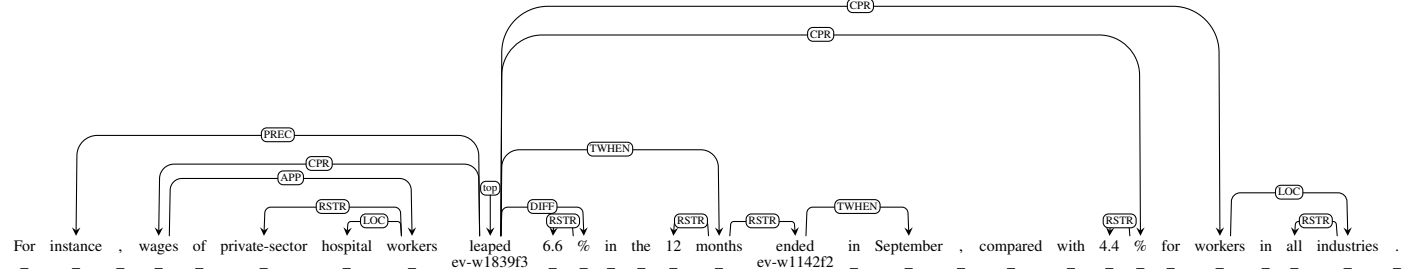 CPR
CPR
PREC
TWHEN
CPR
APP
top
LOC
RSTR DIFF TWHEN
LOC RSTR RSTR RSTR RSTR RSTR
For instance , wages of private-sector hospital workers leaped 6.6 % in the 12 months ended in September , compared with 4.4 % for workers in all industries .
_ _ _ _ _ _ _ _ ev-w1839f3 _ _ _ _ _ _ ev-w1142f2 _ _ _ _ _ _ _ _ _ _ _ _ _